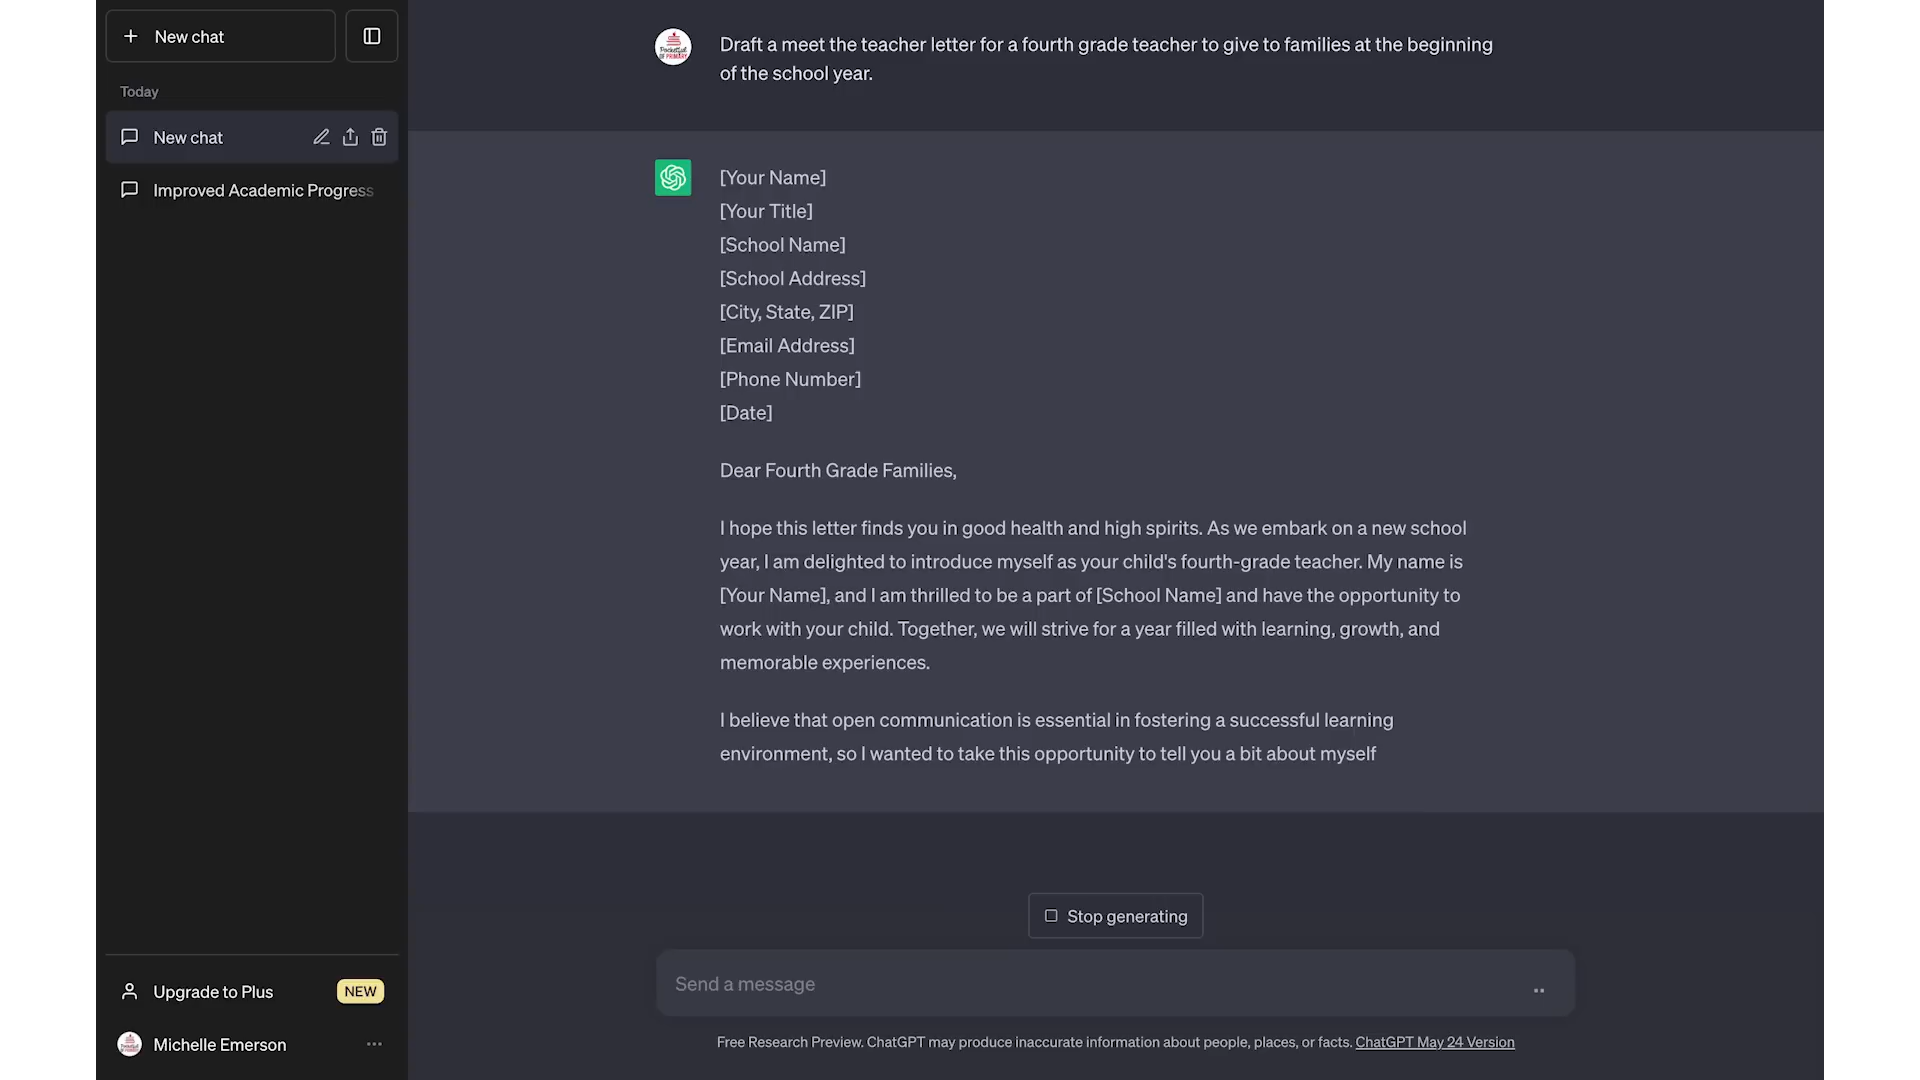 New chat
Today
New chat
Improved Academic Progress
Upgrade to Plus
NEW
Michelle Emerson
Draft a meet the teacher letter for a fourth grade teacher to give to families at the beginning
of the school year.
[Your Name]
[Your Title]
[School Name]
[School Address]
[City, State, ZIP]
[Email Address]
[Phone Number]
[Date]
Dear Fourth Grade Families,
I hope this letter finds you in good health and high spirits. As we embark on a new school
year, I am delighted to introduce myself as your child's fourth-grade teacher. My name is
[Your Name], and I am thrilled to be a part of [School Name] and have the opportunity to
work with your child. Together, we will strive for a year filled with learning, growth, and
memorable experiences.
I believe that open communication is essential in fostering a successful learning
environment, so I wanted to take this opportunity to tell you a bit about myself
Stop generating
Send a message
Free Research Preview. ChatGPT may produce inaccurate information about people, places, or facts. ChatGPT May 24 Version